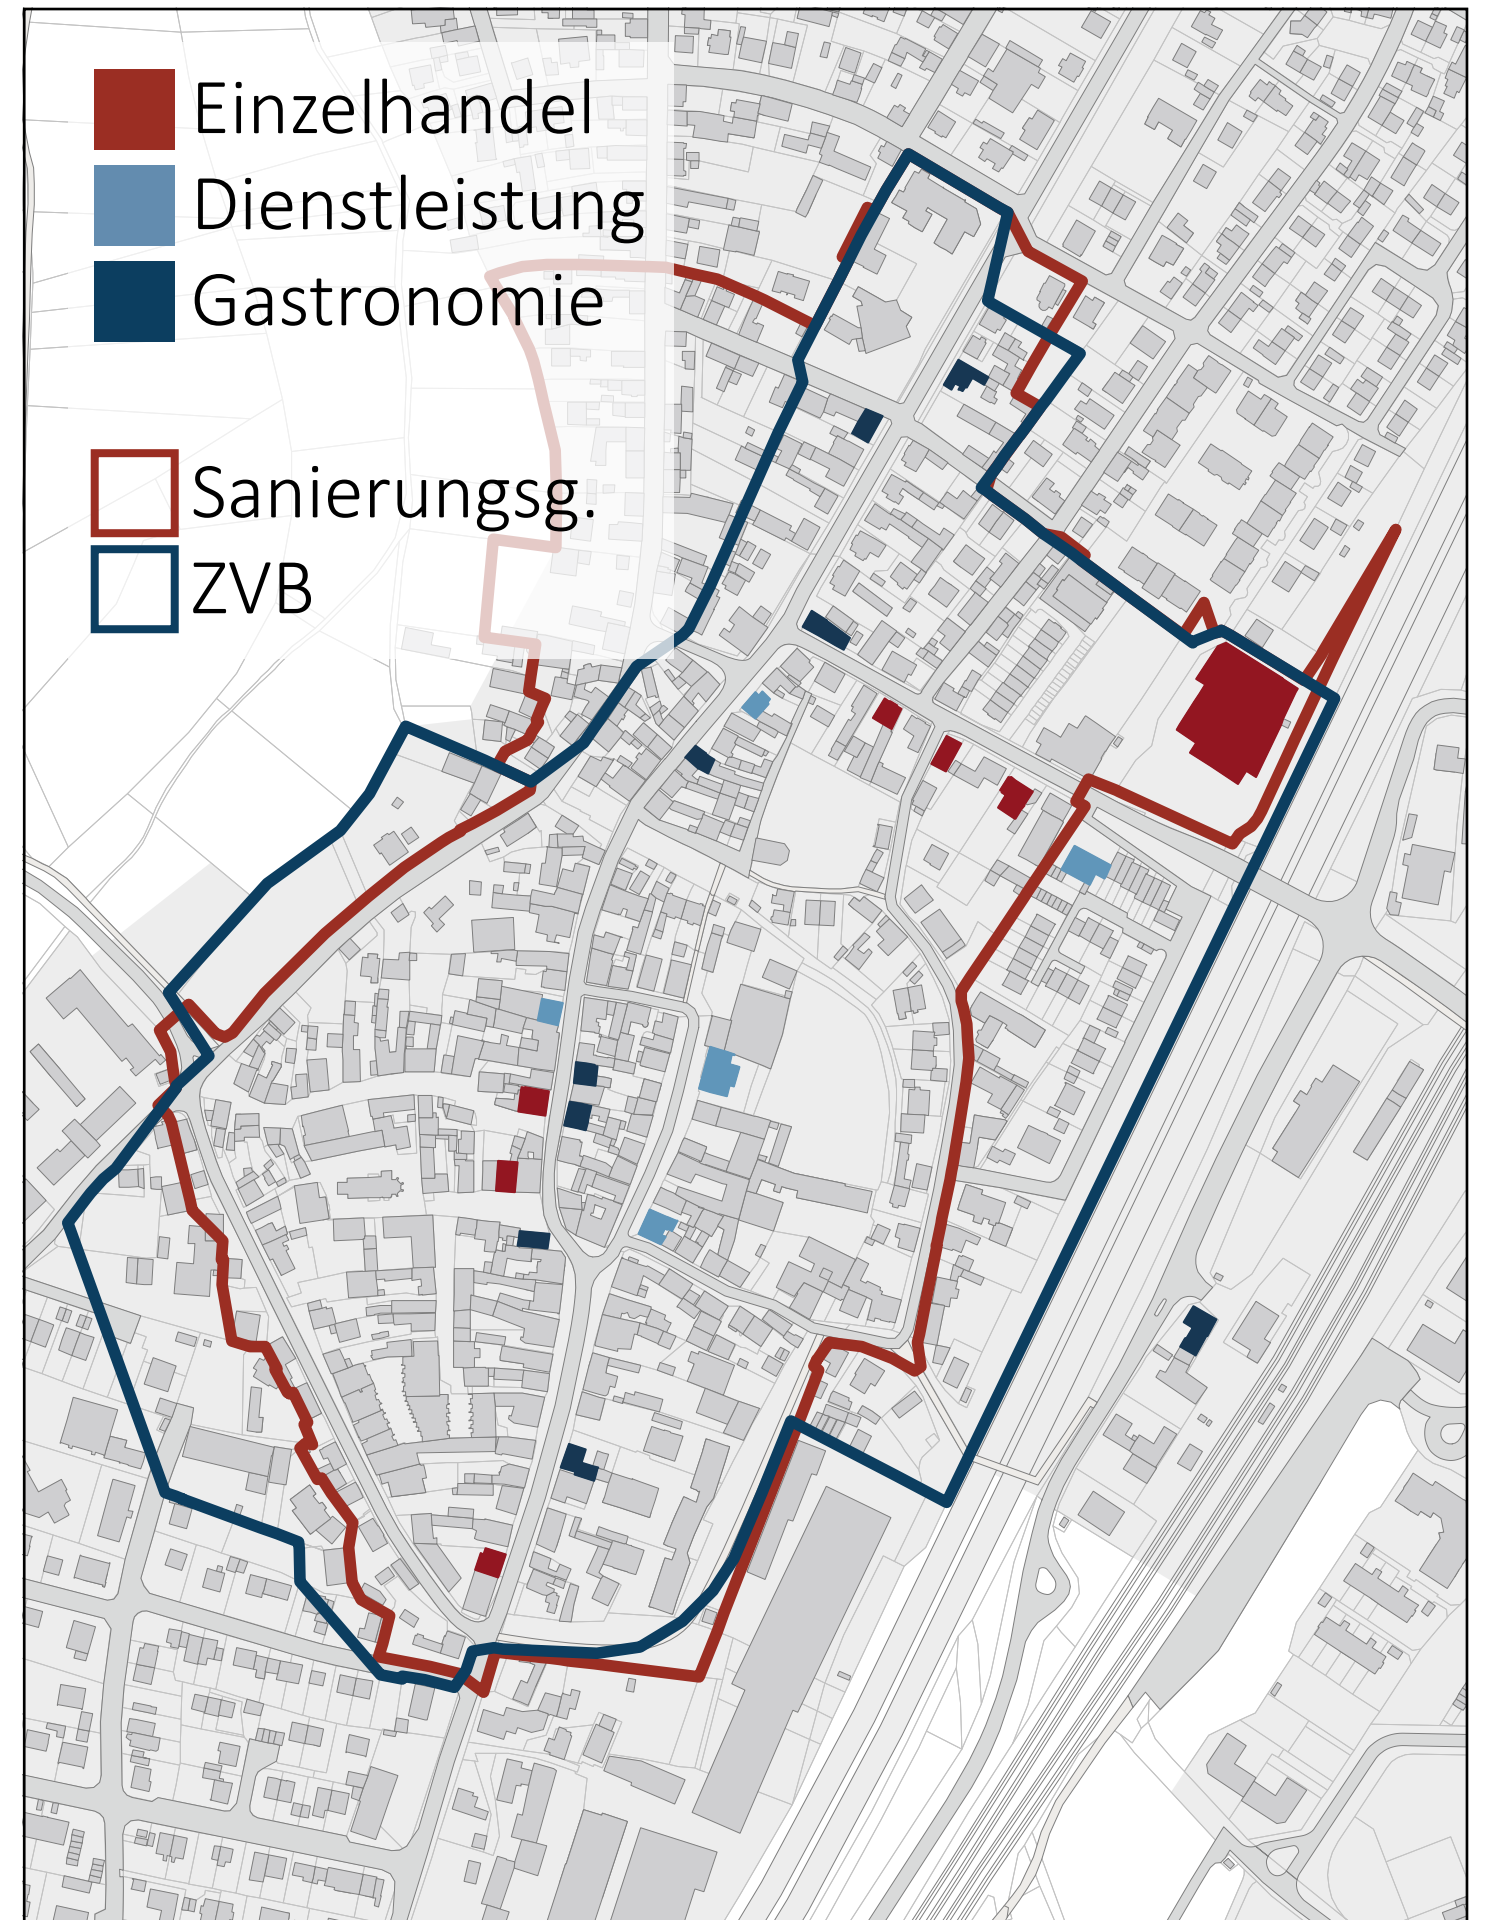 Einzelhandel
Dienstleistung
Gastronomie
Sanierungsg.
ZVB